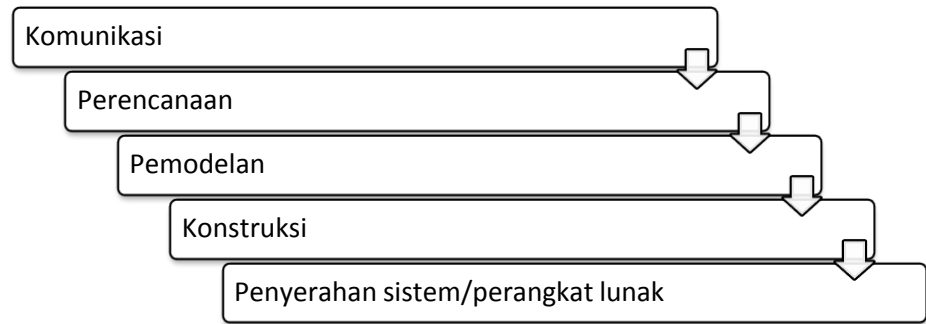 Komunikasi
Perencanaan
Pemodelan
Konstruksi
Penyerahan sistem/perangkat lunak